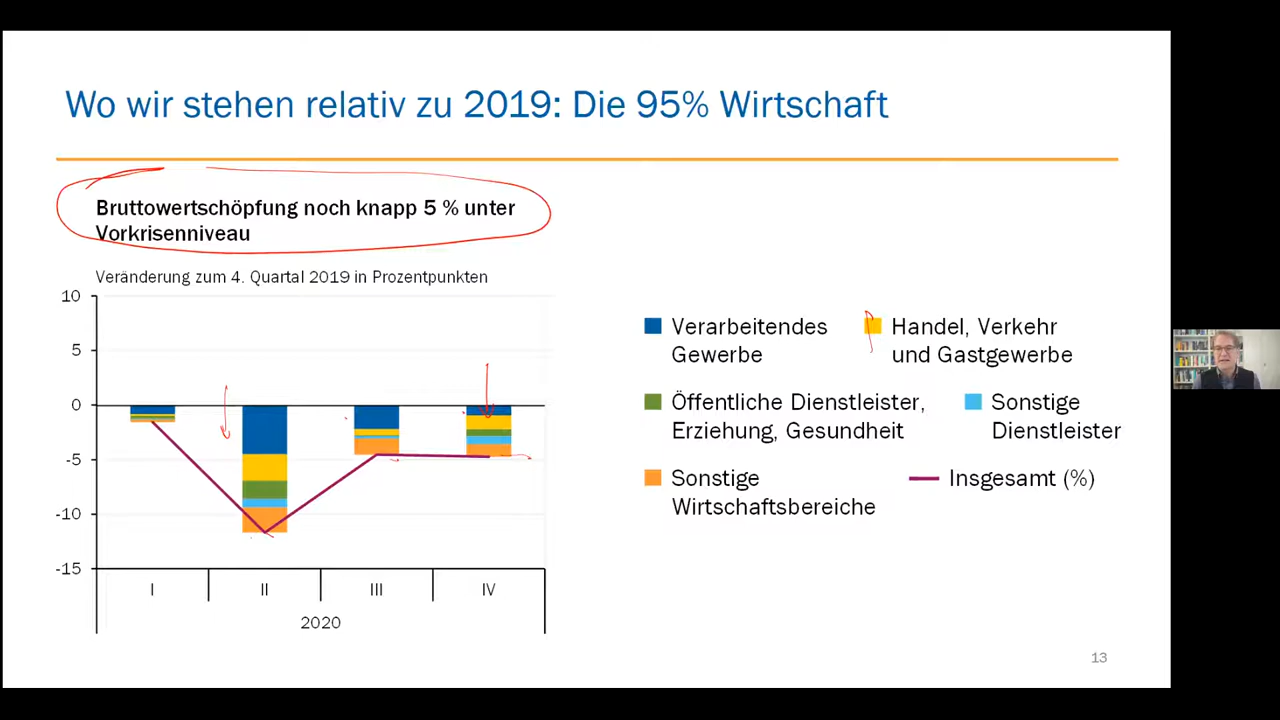 Wo wir stehen relativ zu 2019: Die 95% Wirtschaft
Bruttowertschöpfung noch knapp 5 % unter
Vorkrisenniveau
Veränderung zum 4. Quartal 2019 in Prozentpunkten
10
5
0
-5
-10
-15
I
II
III
IV
2020
Verarbeitendes
Gewerbe
Handel, Verkehr
und Gastgewerbe
Öffentliche Dienstleister,
Erziehung, Gesundheit
Sonstige
Dienstleister
Sonstige
Wirtschaftsbereiche
Insgesamt (%)
13